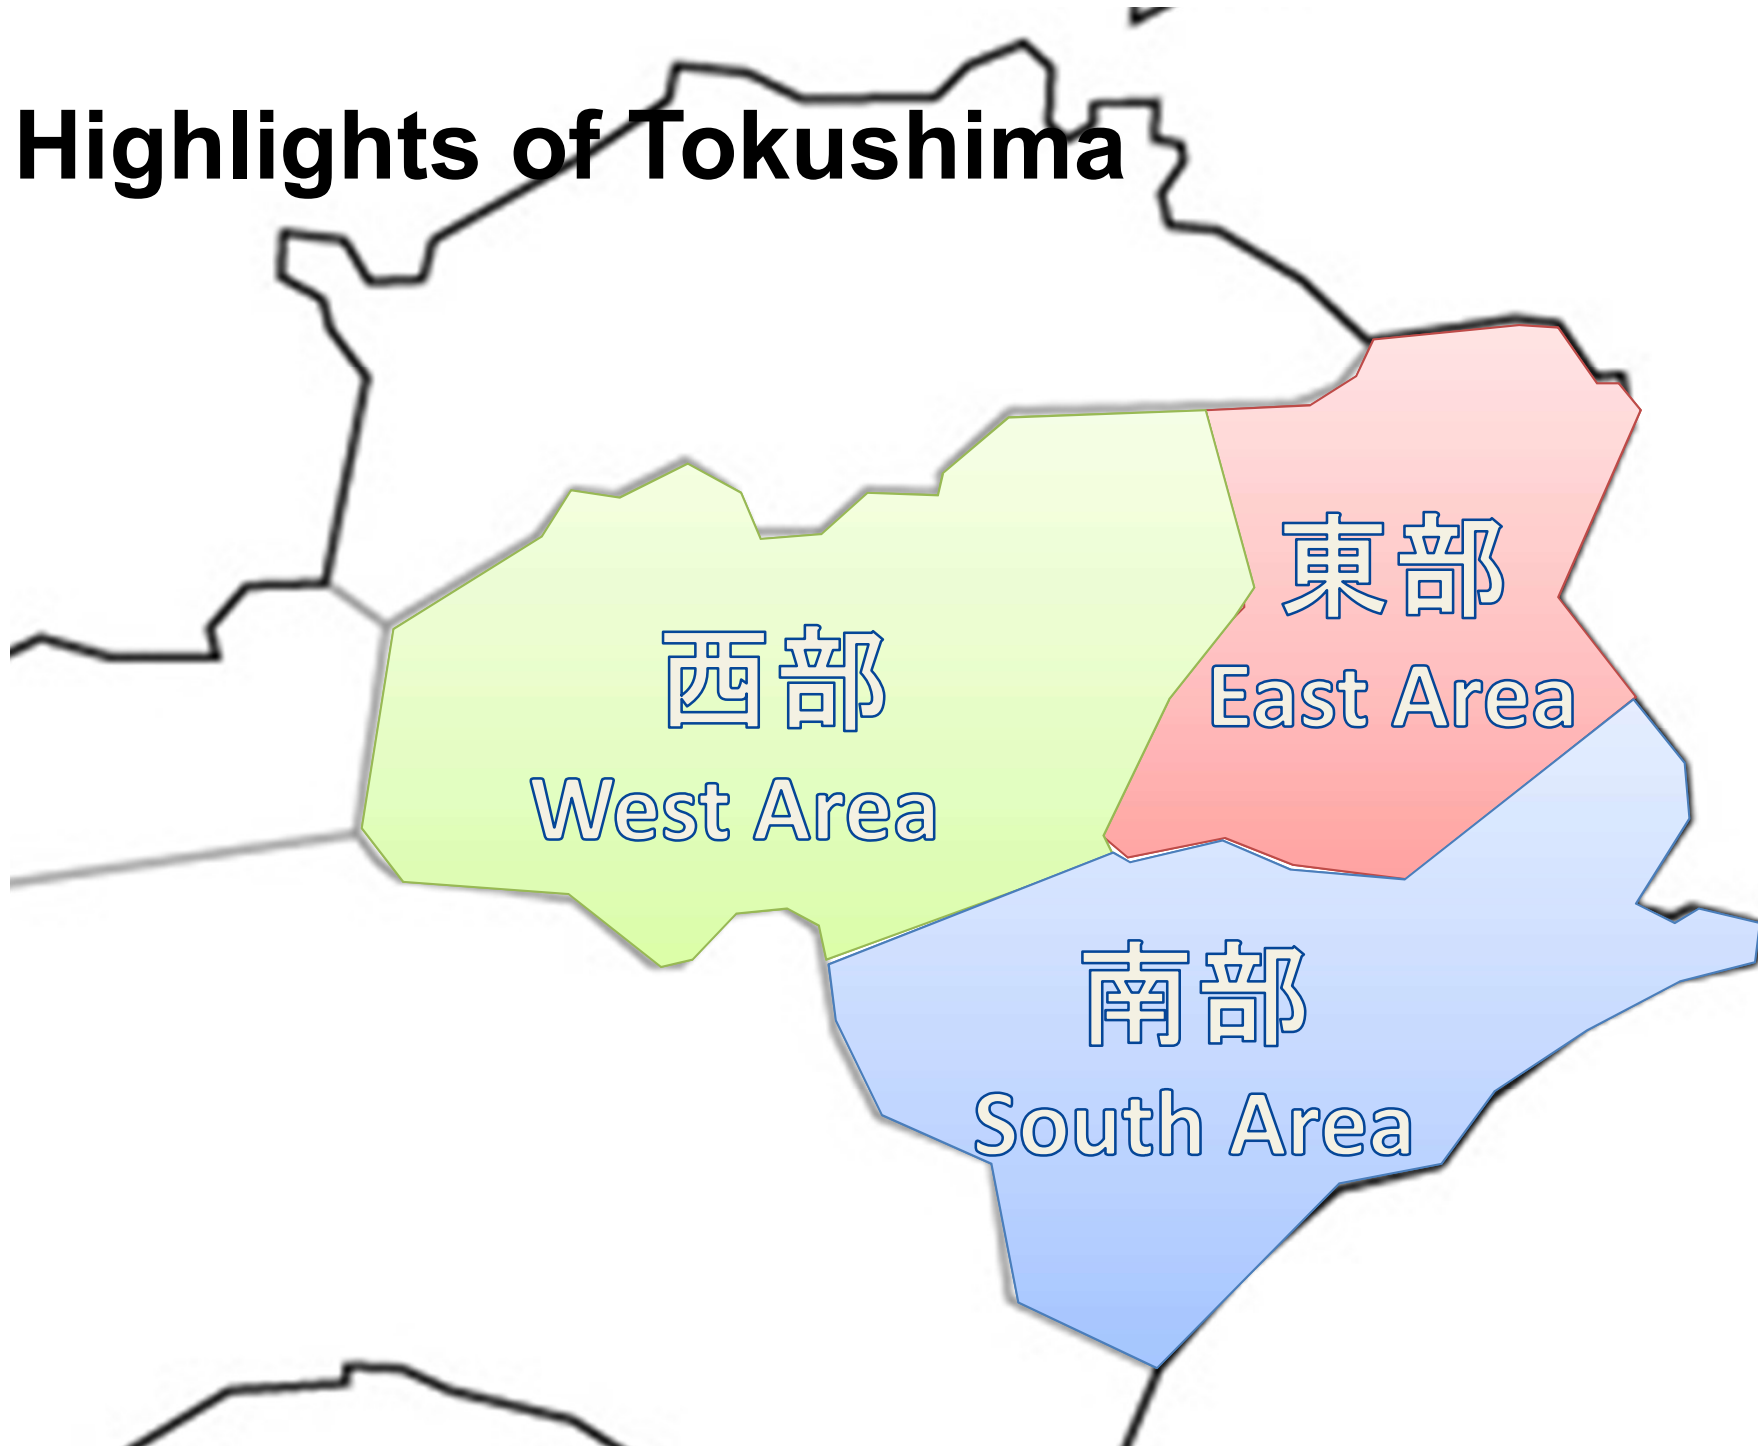 Highlights of Tokushima
東部
East Area
西部
West Area
南部
South Area